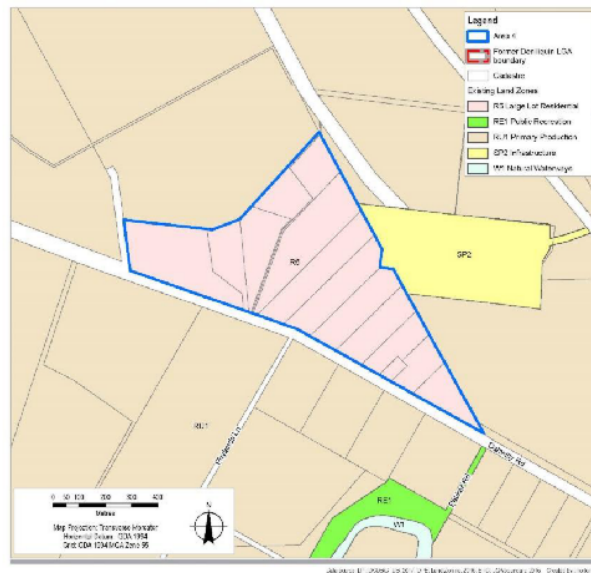 Legend
Area 4
Former Deniliquin LGA
boundary
Cadastre
Existing Land Zones
R5 Large Lot Residential
RE1 Public Recreation
RU1 Primary Production
SP2 Infrastructure
W1 Natural Waterways
SP2
R5
RU1
RE1
W1
0 50 100 200 300 400
Metres
N
Map Projection: Transverse Mercator
Horizontal Datum: GDA 1994
Grid: GDA 1994 MGA Zone 55